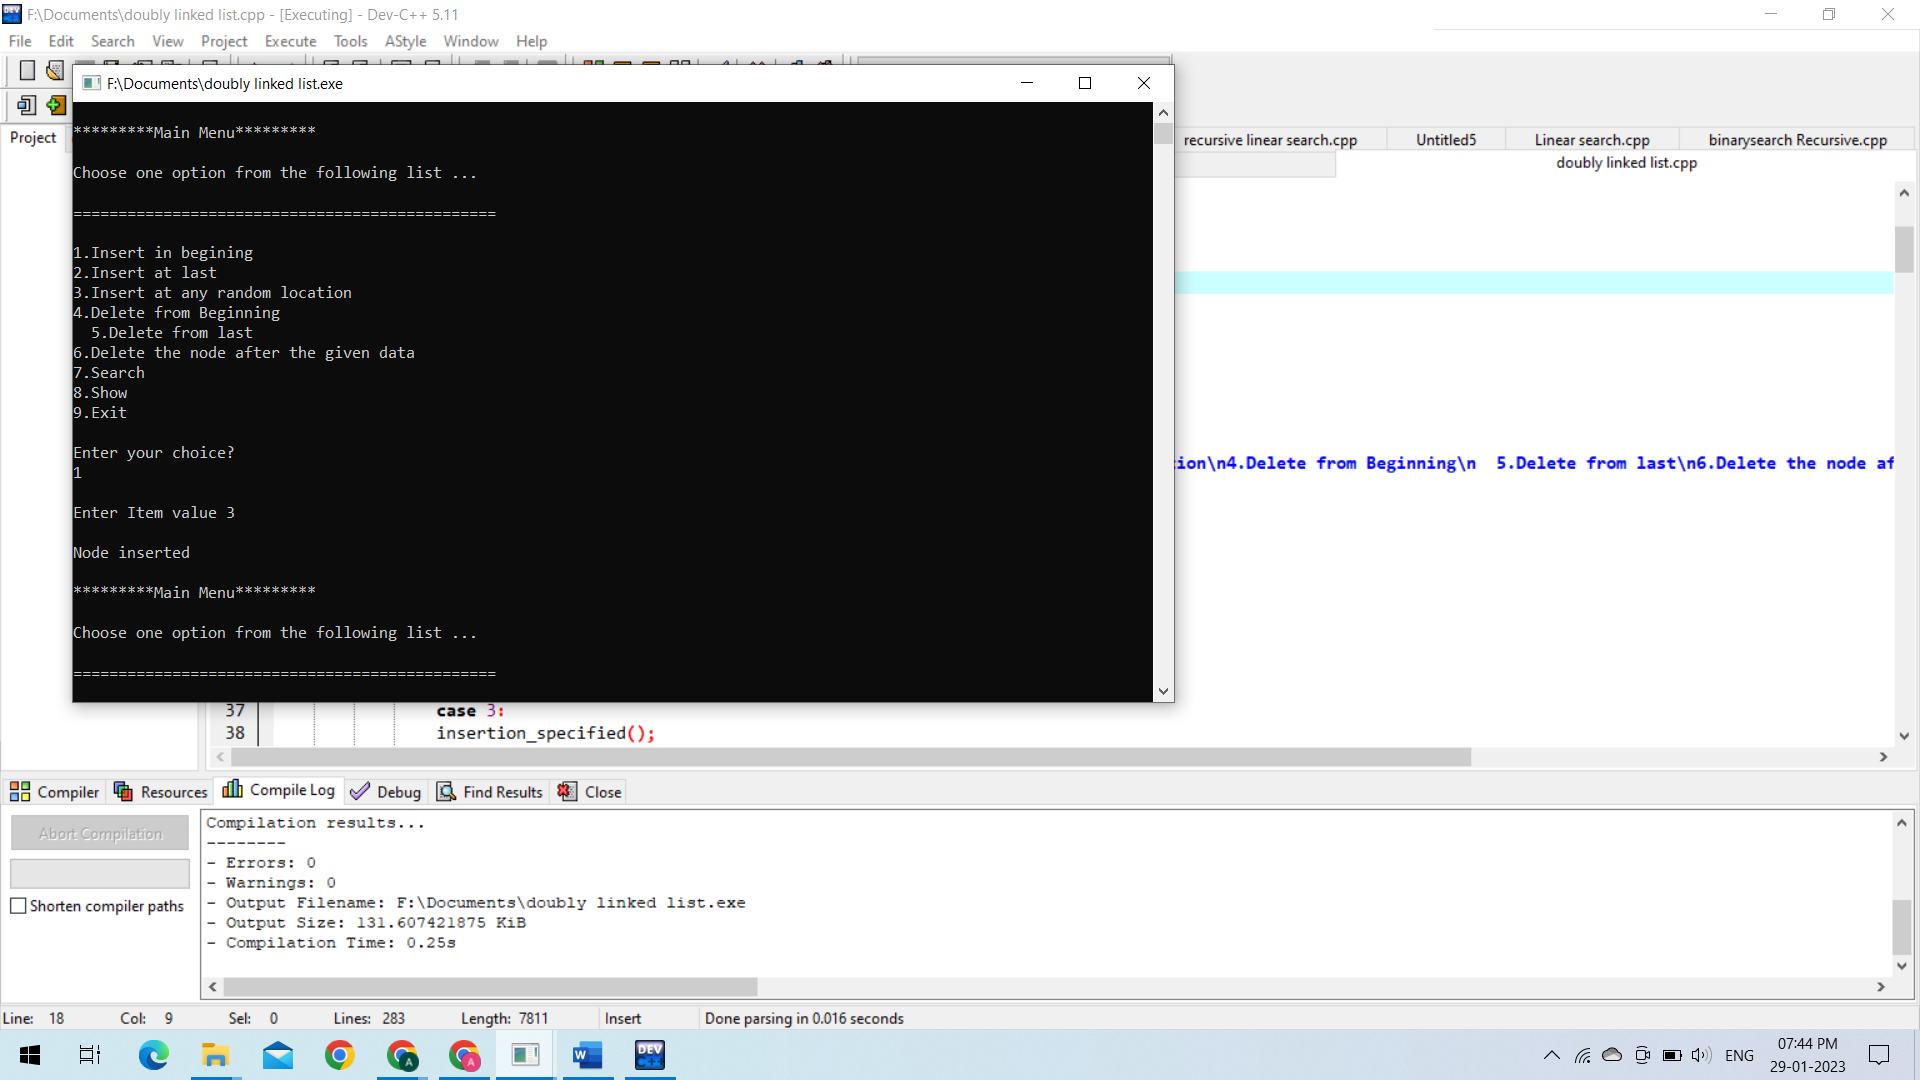 F:\Documents\doubly linked list.cpp - [Executing] - Dev-C++ 5.11
File Edit Search View Project Execute Tools AStyle Window Help
F:\Documents\doubly linked list.exe
Project
recursive linear search.cpp Untitled5 Linear search.cpp binarysearch Recursive.cpp
doubly linked list.cpp
*********Main Menu*********
Choose one option from the following list ...
===============================================
1.Insert in begining
2.Insert at last
3.Insert at any random location
4.Delete from Beginning
  5.Delete from last
6.Delete the node after the given data
7.Search
8.Show
9.Exit
Enter your choice?
1
Enter Item value 3
Node inserted
*********Main Menu*********
Choose one option from the following list ...
===============================================
ion\n4.Delete from Beginning\n  5.Delete from last\n6.Delete the node af
37 case 3:
38 insertion_specified();
Compiler Resources Compile Log Debug Find Results Close
Abort Compilation
Shorten compiler paths
Compilation results...
--------
- Errors: 0
- Warnings: 0
- Output Filename: F:\Documents\doubly linked list.exe
- Output Size: 131.607421875 KiB
- Compilation Time: 0.25s
Line: 18 Col: 9 Sel: 0 Lines: 283 Length: 7811 Insert Done parsing in 0.016 seconds
DEV C++
ENG
07:44 PM
29-01-2023